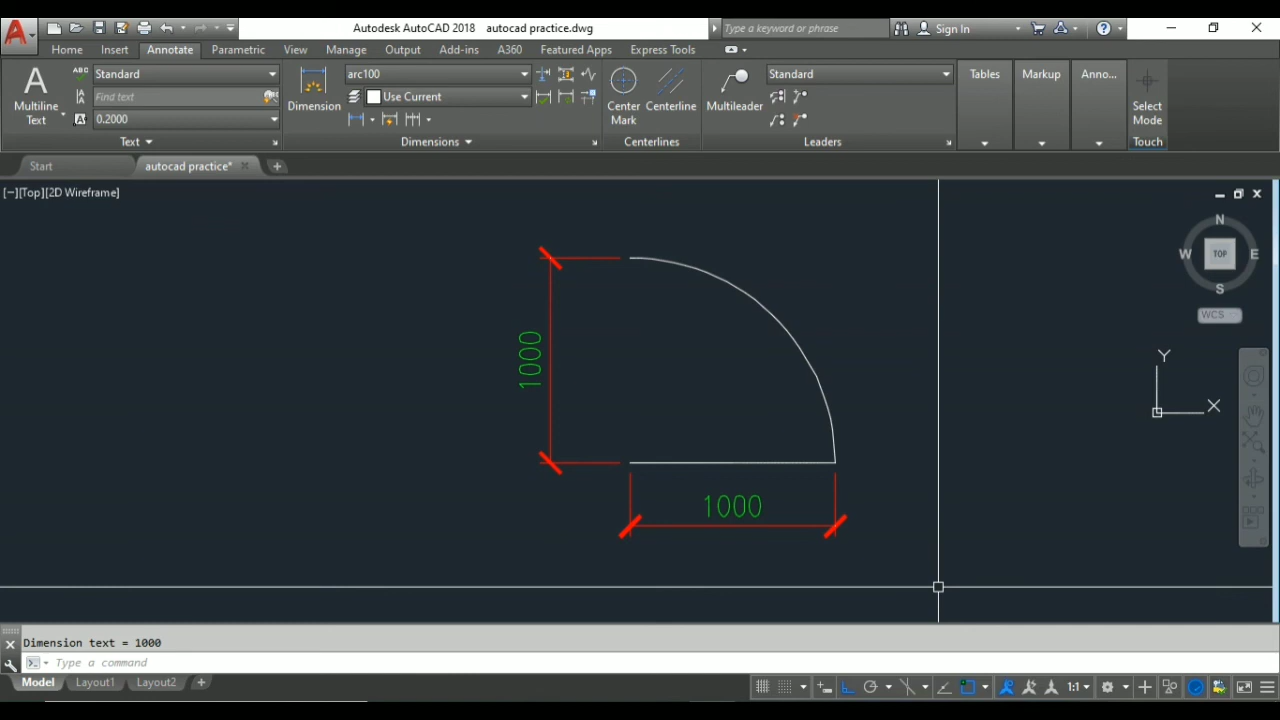 Autodesk AutoCAD 2018 autocad practice.dwg
Type a keyword or phrase
Sign In
Home Insert Annotate Parametric View Manage Output Add-ins A360 Featured Apps Express Tools
A
Multiline
Text
ABC
Standard
Find text
0.2000
Text
Dimension
arc100
Use Current
Dimensions
Center
Mark
Centerline
Centerlines
Multileader
Standard
Leaders
Tables
Markup
Anno...
Select
Mode
Touch
Start
autocad practice*
[−][Top][2D Wireframe]
N
W TOP E
S
WCS
Y
X
1000
1000
Dimension text = 1000
Type a command
Model Layout1 Layout2
1:1